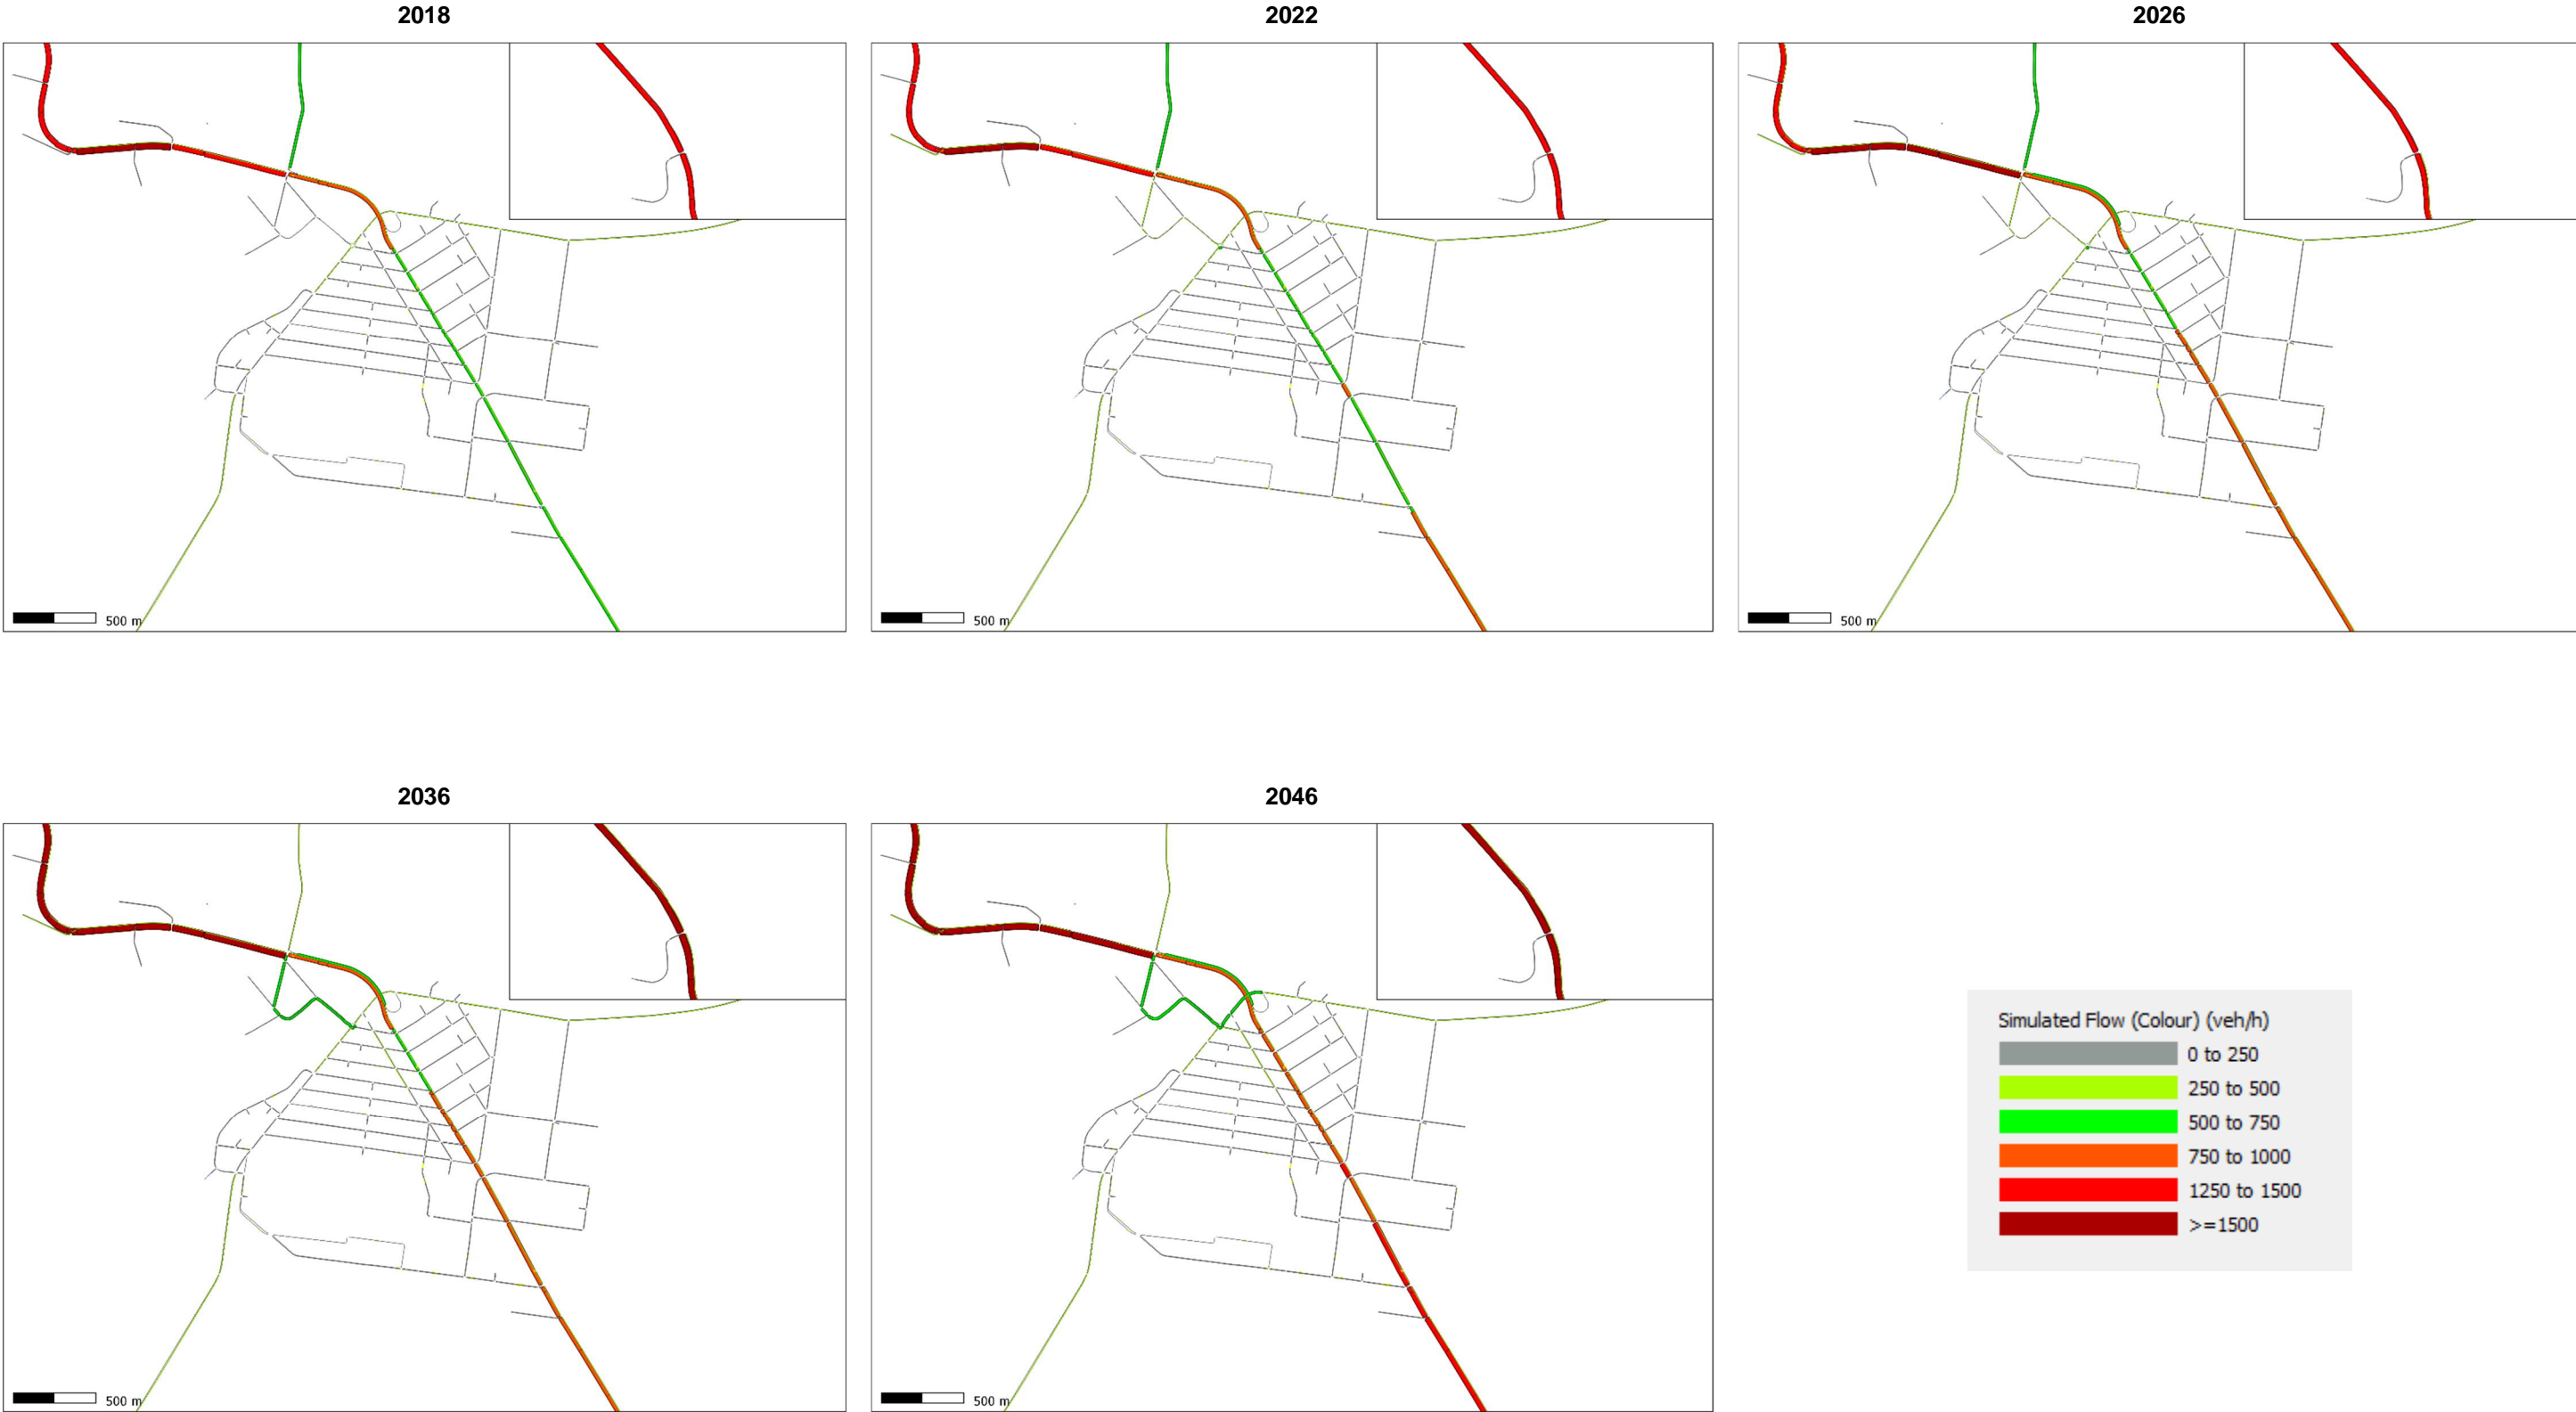 2018
2022
2026
500 m
500 m
500 m
2036
2046
Simulated Flow (Colour) (veh/h)
0 to 250
250 to 500
500 to 750
750 to 1000
1250 to 1500
>=1500
500 m
500 m